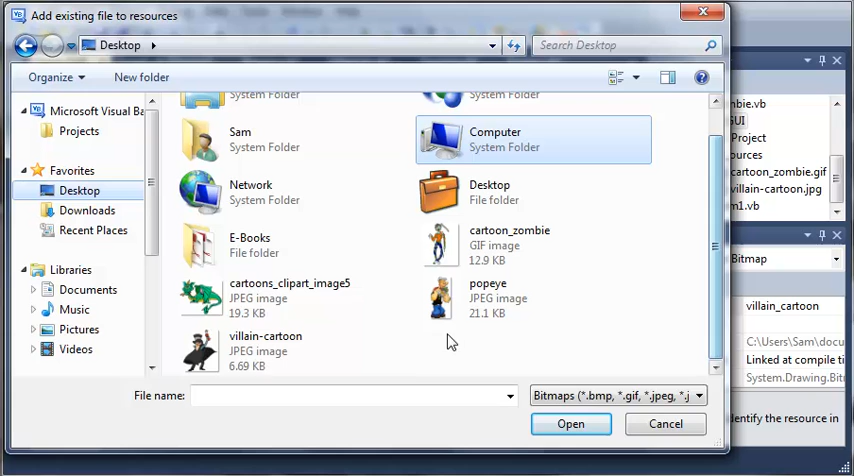 Add existing file to resources
Desktop
Search Desktop
Organize
New folder
Microsoft Visual Ba
Projects
Favorites
Desktop
Downloads
Recent Places
Libraries
Documents
Music
Pictures
Videos
System Folder
System Folder
Sam
System Folder
Computer
System Folder
Network
System Folder
Desktop
File folder
E-Books
File folder
cartoon_zombie
GIF image
12.9 KB
cartoons_clipart_image5
JPEG image
19.3 KB
popeye
JPEG image
21.1 KB
villain-cartoon
JPEG image
6.69 KB
File name:
Bitmaps (*.bmp, *.gif, *.jpeg, *.j
Open
Cancel
mbie.vb
GUI
Project
ources
cartoon_zombie.gif
villain-cartoon.jpg
m1.vb
Bitmap
villain_cartoon
C:\Users\Sam\docu
Linked at compile ti
System.Drawing.Bit
dentify the resource in